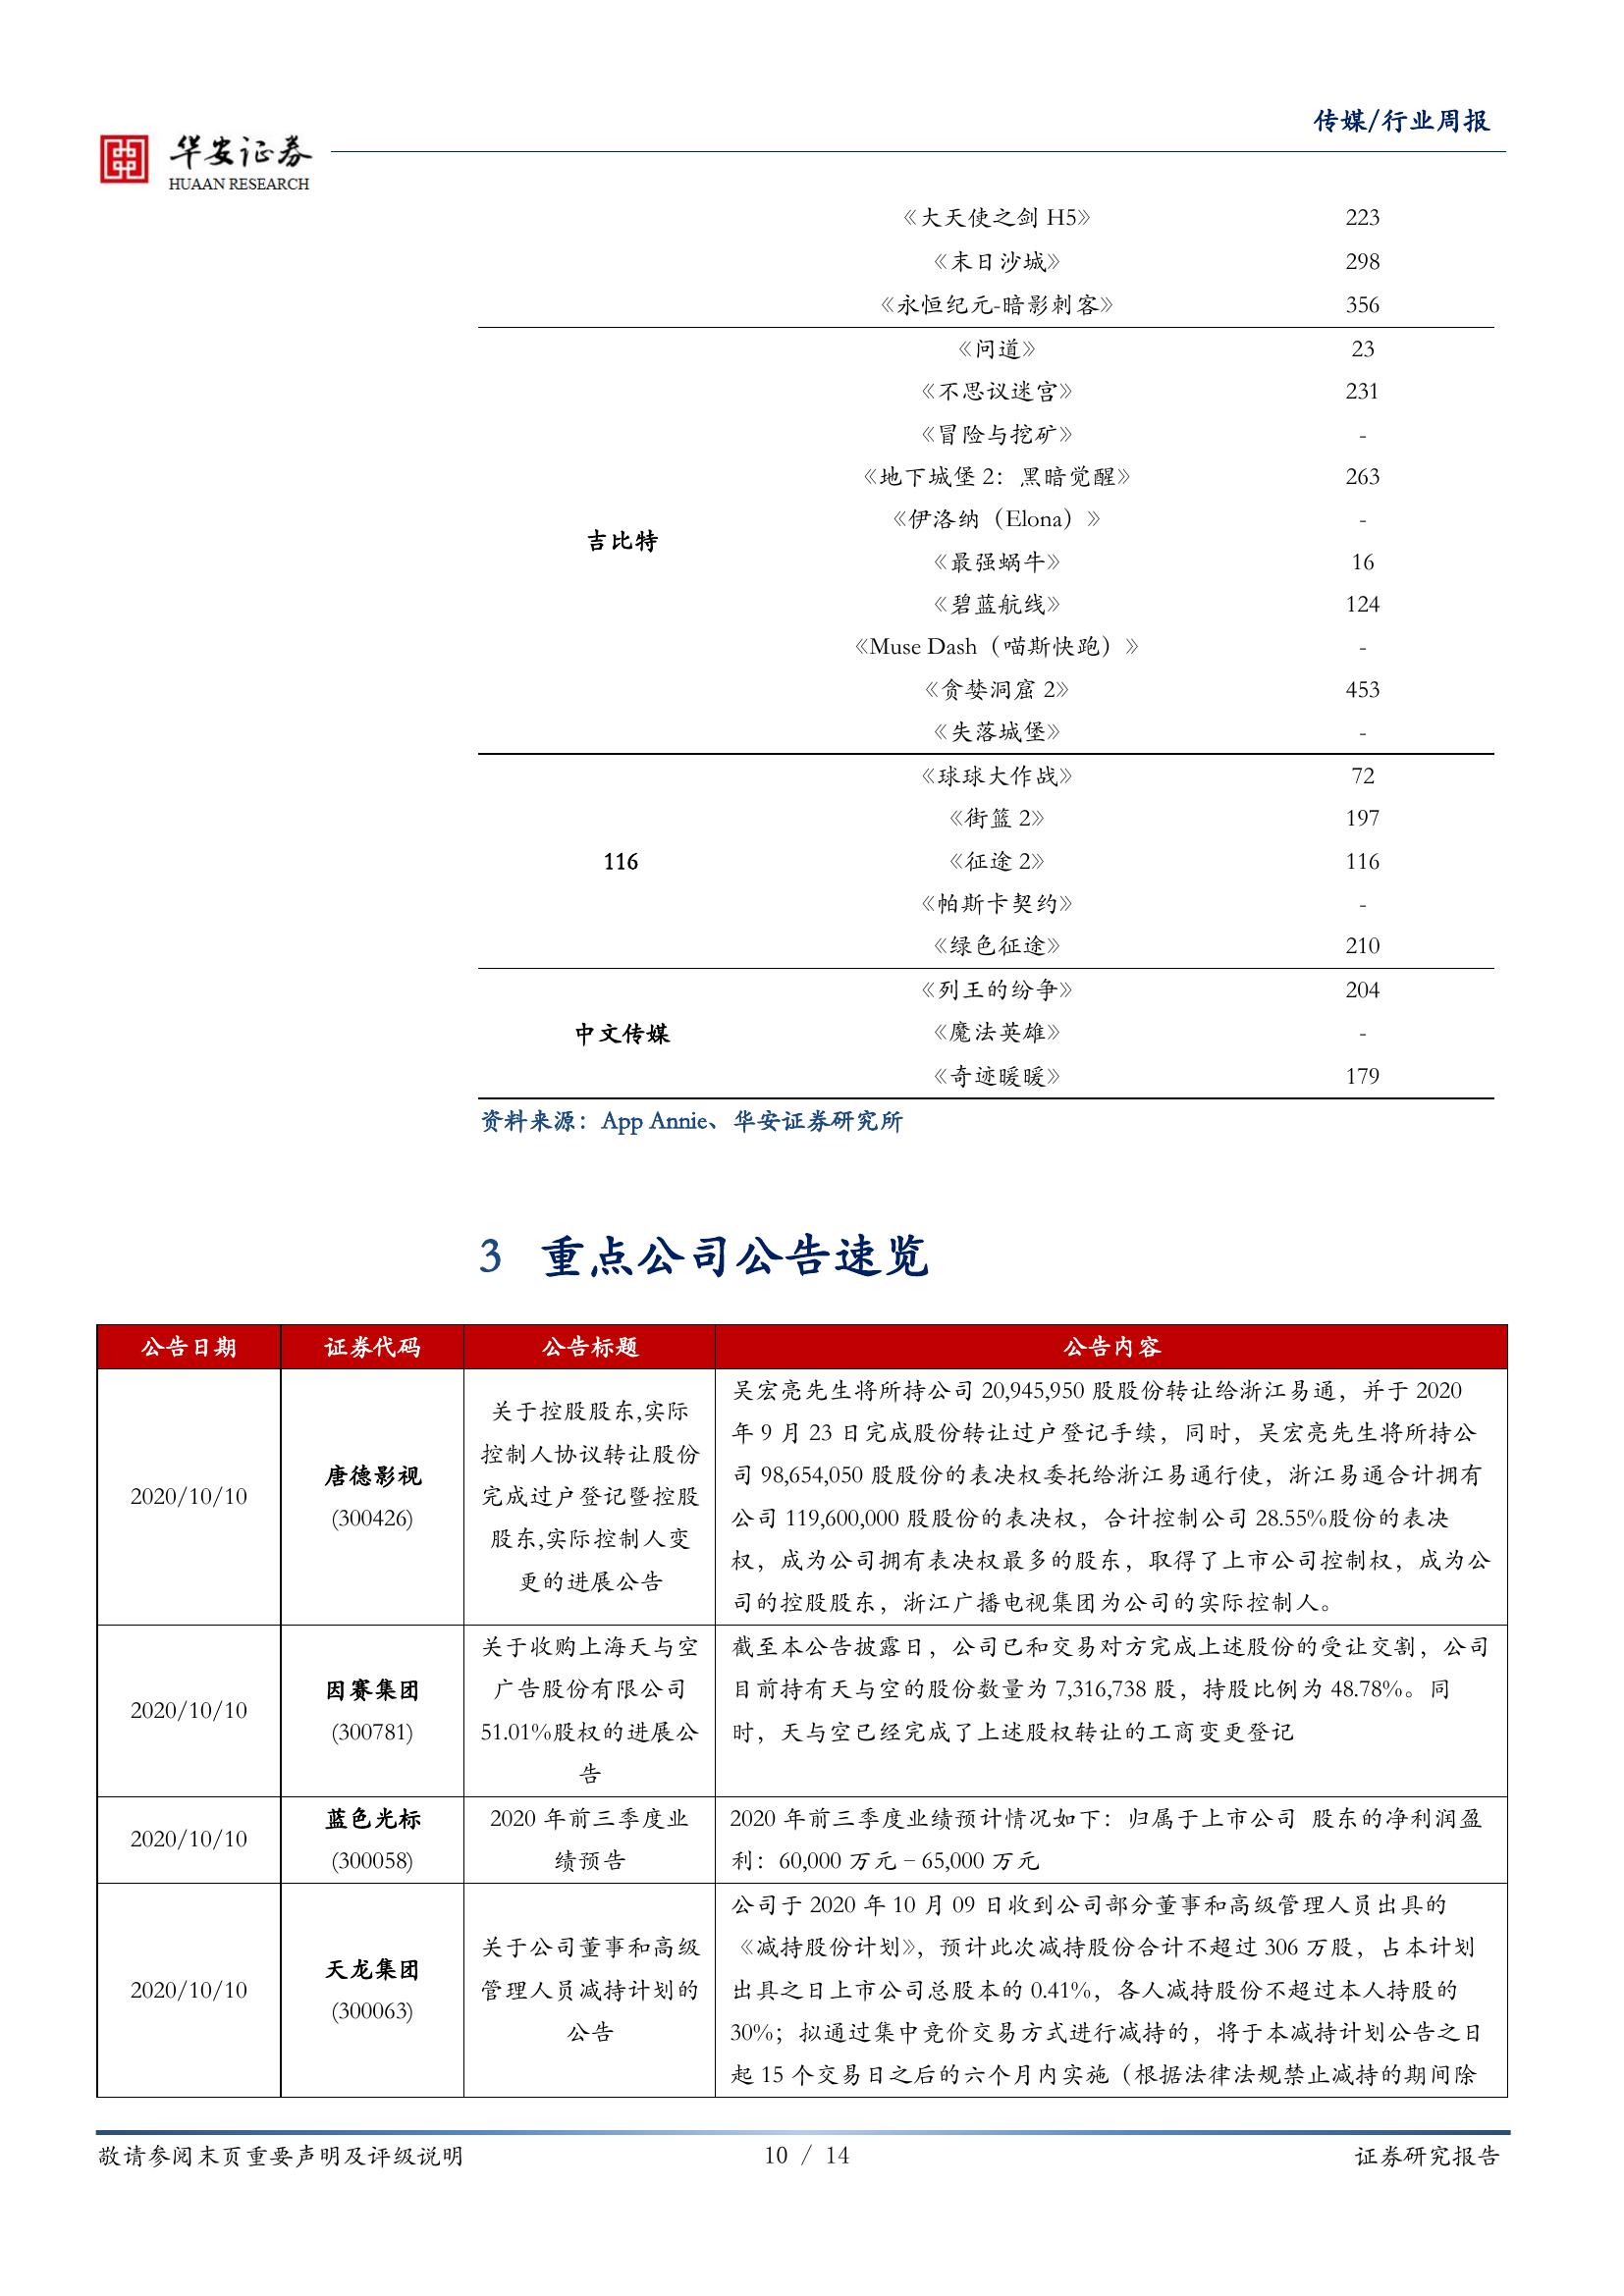 传媒/行业周报
华安证券
HUAAN RESEARCH
《大天使之剑 H5》 223
《末日沙城》 298
《永恒纪元-暗影刺客》 356
《问道》 23
《不思议迷宫》 231
《冒险与挖矿》 -
《地下城堡 2：黑暗觉醒》 263
《伊洛纳（Elona）》 -
吉比特
《最强蜗牛》 16
《碧蓝航线》 124
《Muse Dash（喵斯快跑）》 -
《贪婪洞窟 2》 453
《失落城堡》 -
《球球大作战》 72
《街篮 2》 197
116 《征途 2》 116
《帕斯卡契约》 -
《绿色征途》 210
《列王的纷争》 204
中文传媒 《魔法英雄》 -
《奇迹暖暖》 179
资料来源：App Annie、华安证券研究所
3 重点公司公告速览
公告日期 证券代码 公告标题 公告内容
2020/10/10
唐德影视
(300426)
关于控股股东,实际
控制人协议转让股份
完成过户登记暨控股
股东,实际控制人变
更的进展公告
吴宏亮先生将所持公司 20,945,950 股股份转让给浙江易通，并于 2020
年 9 月 23 日完成股份转让过户登记手续，同时，吴宏亮先生将所持公
司 98,654,050 股股份的表决权委托给浙江易通行使，浙江易通合计拥有
公司 119,600,000 股股份的表决权，合计控制公司 28.55%股份的表决
权，成为公司拥有表决权最多的股东，取得了上市公司控制权，成为公
司的控股股东，浙江广播电视集团为公司的实际控制人。
2020/10/10
因赛集团
(300781)
关于收购上海天与空
广告股份有限公司
51.01%股权的进展公
告
截至本公告披露日，公司已和交易对方完成上述股份的受让交割，公司
目前持有天与空的股份数量为 7,316,738 股，持股比例为 48.78%。同
时，天与空已经完成了上述股权转让的工商变更登记
2020/10/10
蓝色光标
(300058)
2020 年前三季度业
绩预告
2020 年前三季度业绩预计情况如下：归属于上市公司 股东的净利润盈
利：60,000 万元 – 65,000 万元
2020/10/10
天龙集团
(300063)
关于公司董事和高级
管理人员减持计划的
公告
公司于 2020 年 10 月 09 日收到公司部分董事和高级管理人员出具的
《减持股份计划》，预计此次减持股份合计不超过 306 万股，占本计划
出具之日上市公司总股本的 0.41%，各人减持股份不超过本人持股的
30%；拟通过集中竞价交易方式进行减持的，将于本减持计划公告之日
起 15 个交易日之后的六个月内实施（根据法律法规禁止减持的期间除
敬请参阅末页重要声明及评级说明 10 / 14 证券研究报告